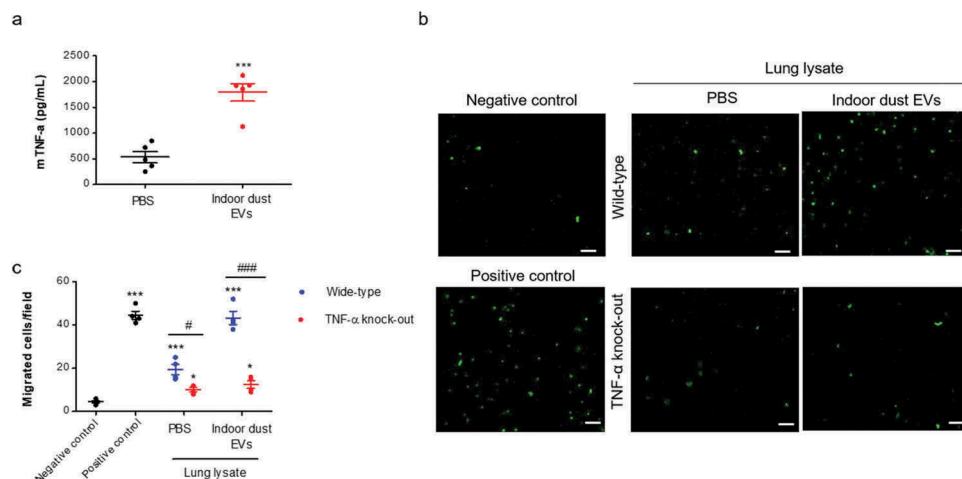 a
2500
2000
1500
1000
500
0
m TNF-a (pg/mL)
***
PBS
Indoor dust
EVs
b
Lung lysate
Negative control
PBS
Indoor dust EVs
Wild-type
Positive control
TNF-α knock-out
c
60
40
20
0
Migrated cells/field
***
***
#
*
***
###
*
Wide-type
TNF-α knock-out
Negative control
Positive control
PBS
Indoor dust
EVs
Lung lysate